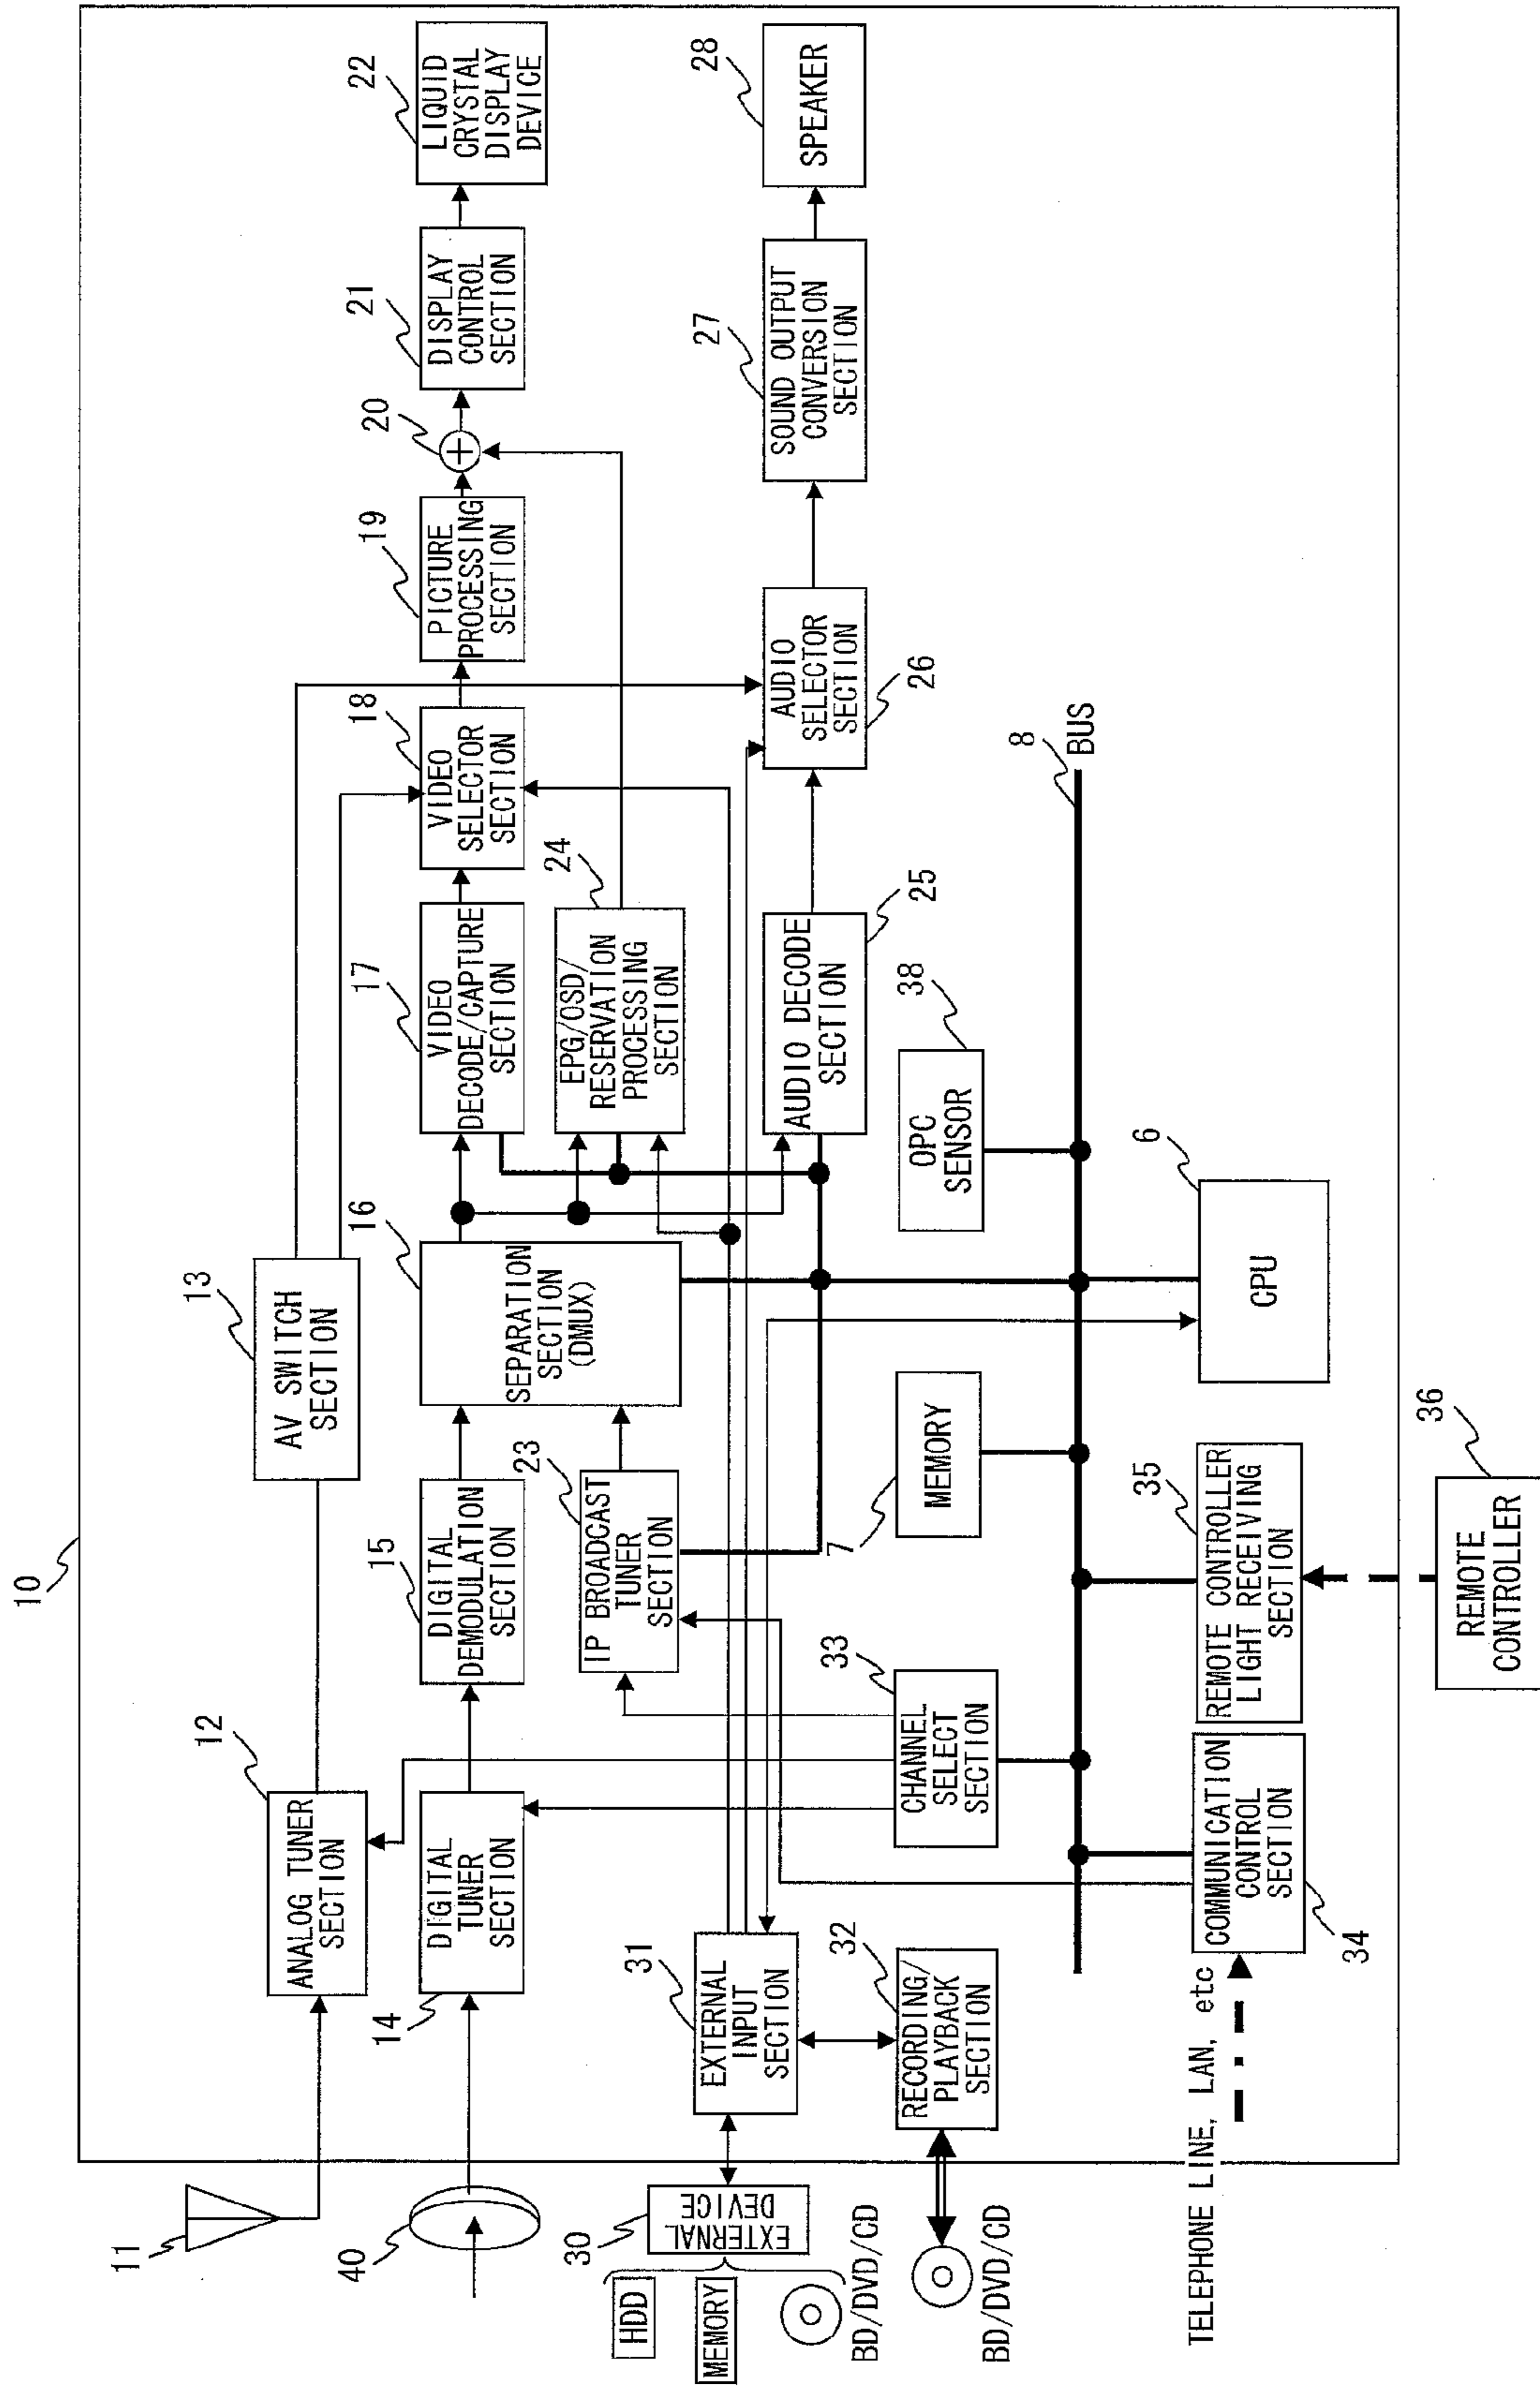 10
11
12
ANALOG TUNER
SECTION
13
AV SWITCH
SECTION
40
14
DIGITAL
TUNER
SECTION
15
DIGITAL
DEMODULATION
SECTION
16
SEPARATION
SECTION
(DMUX)
17
VIDEO
DECODE/CAPTURE
SECTION
18
VIDEO
SELECTOR
SECTION
19
PICTURE
PROCESSING
SECTION
20
+
21
DISPLAY
CONTROL
SECTION
22
LIQUID
CRYSTAL
DISPLAY
DEVICE
23
IP BROADCAST
TUNER
SECTION
24
EPG/OSD/
RESERVATION
PROCESSING
SECTION
30
EXTERNAL
DEVICE
HDD
MEMORY
BD/DVD/CD
31
EXTERNAL
INPUT
SECTION
25
AUDIO DECODE
SECTION
26
AUDIO
SELECTOR
SECTION
27
SOUND OUTPUT
CONVERSION
SECTION
28
SPEAKER
BD/DVD/CD
32
RECORDING/
PLAYBACK
SECTION
33
CHANNEL
SELECT
SECTION
7
MEMORY
38
OPC
SENSOR
8
BUS
TELEPHONE LINE, LAN, etc
34
COMMUNICATION
CONTROL
SECTION
35
REMOTE CONTROLLER
LIGHT RECEIVING
SECTION
6
CPU
36
REMOTE
CONTROLLER